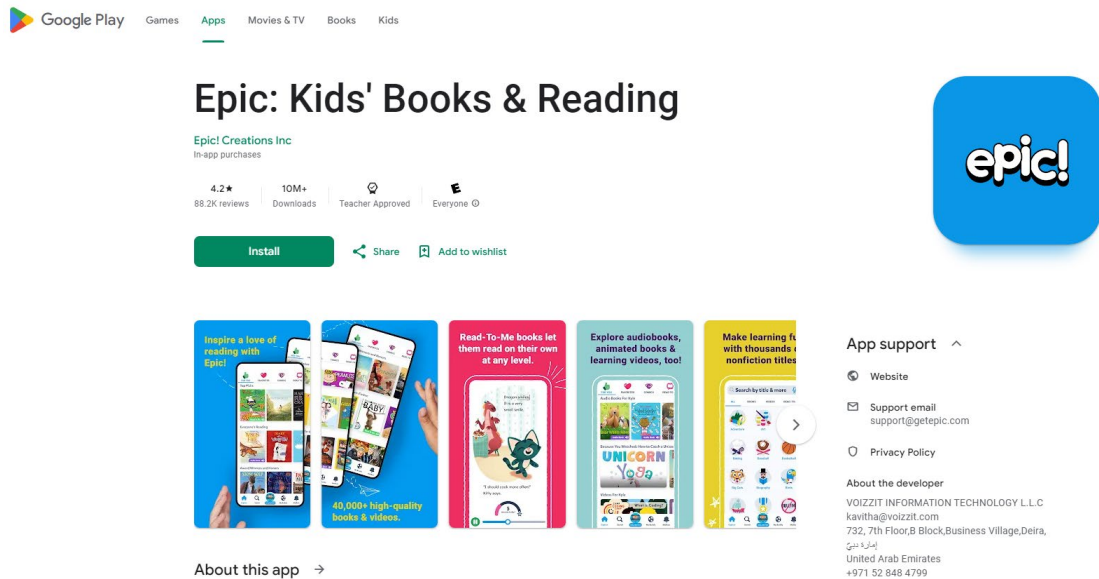 Google Play Games Apps Movies & TV Books Kids
Epic: Kids' Books & Reading
Epic! Creations Inc
In-app purchases
4.2★ 10M+ E
88.2K reviews Downloads Teacher Approved Everyone
Install Share Add to wishlist
epic!
Inspire a love of
reading with
Epic!
40,000+ high-quality
books & videos.
Read-To-Me books let
them read on their own
at any level.
Explore audiobooks,
animated books &
learning videos, too!
UNICORN
Yoga
Make learning fu
with thousands
nonfiction titles
Search by title & more
App support
Website
Support email
support@getepic.com
Privacy Policy
About the developer
VOIZZIT INFORMATION TECHNOLOGY L.L.C
kavitha@voizzit.com
732, 7th Floor,B Block,Business Village,Deira,
إمارة دبيّ
United Arab Emirates
+971 52 848 4799
About this app